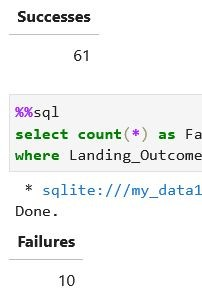 Successes
61
%%sql
select count(*) as Fa
where Landing_Outcome
* sqlite:///my_data1
Done.
Failures
10